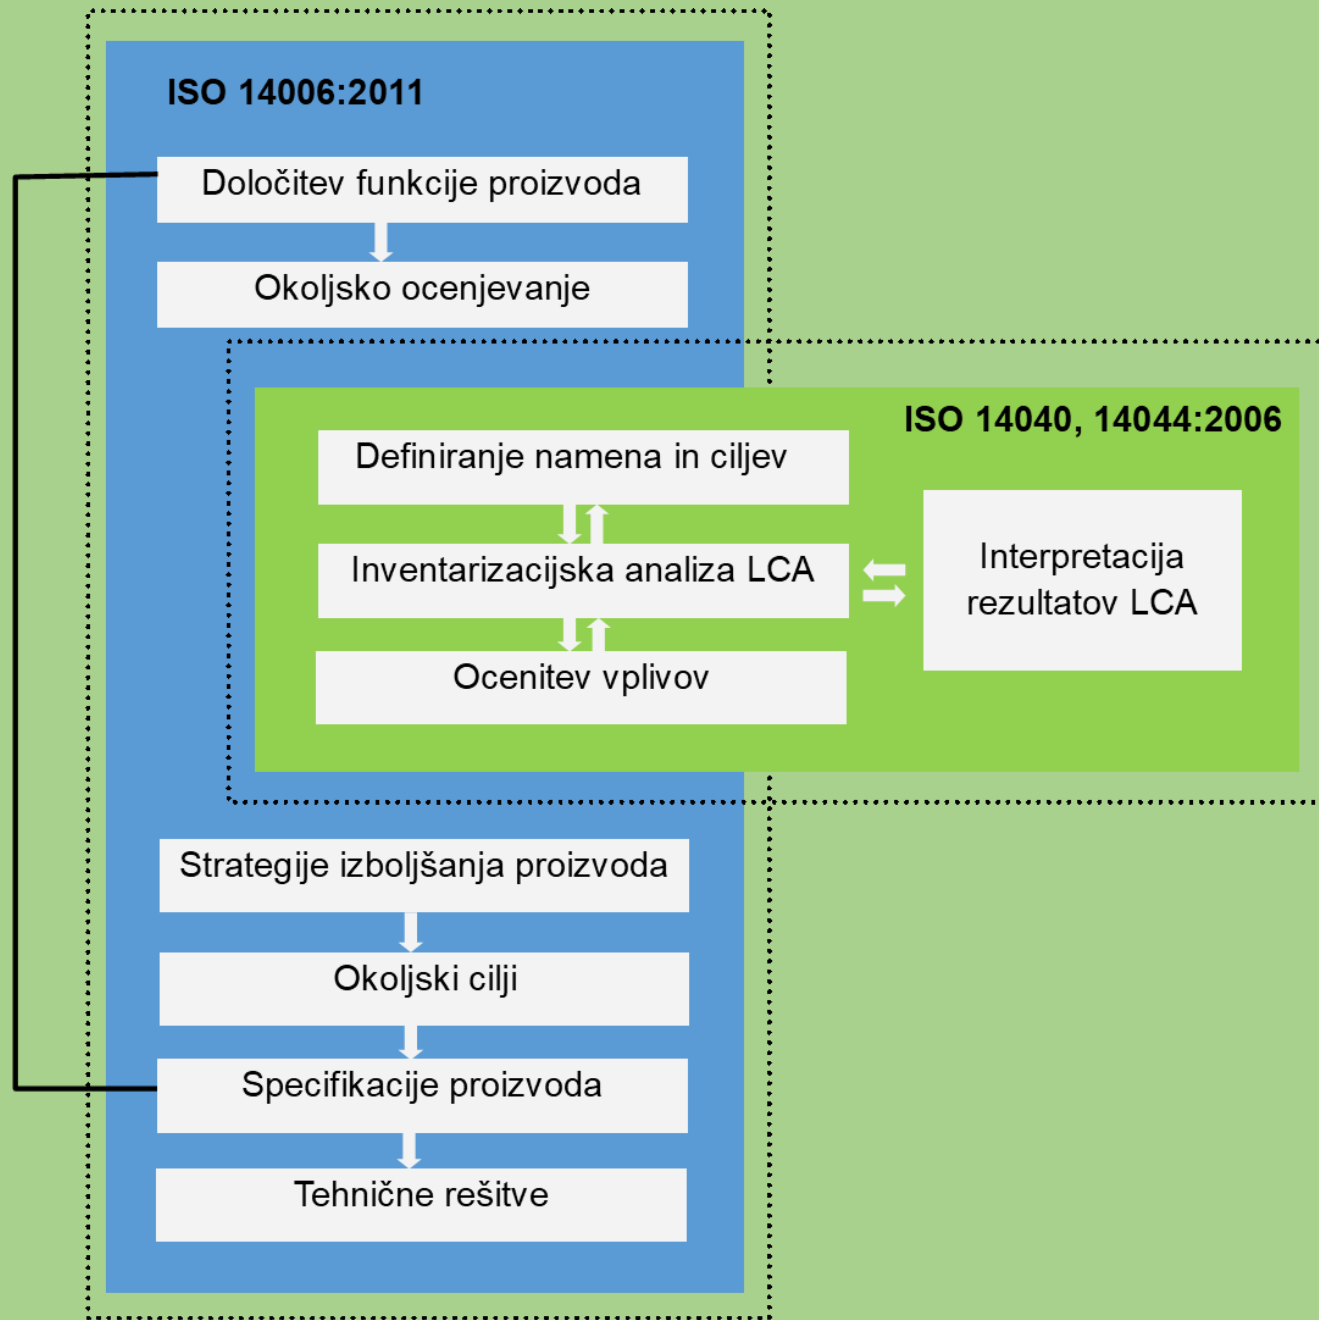 ISO 14006:2011
Določitev funkcije proizvoda
Okoljsko ocenjevanje
ISO 14040, 14044:2006
Definiranje namena in ciljev
Inventarizacijska analiza LCA
Ocenitev vplivov
Interpretacija
rezultatov LCA
Strategije izboljšanja proizvoda
Okoljski cilji
Specifikacije proizvoda
Tehnične rešitve